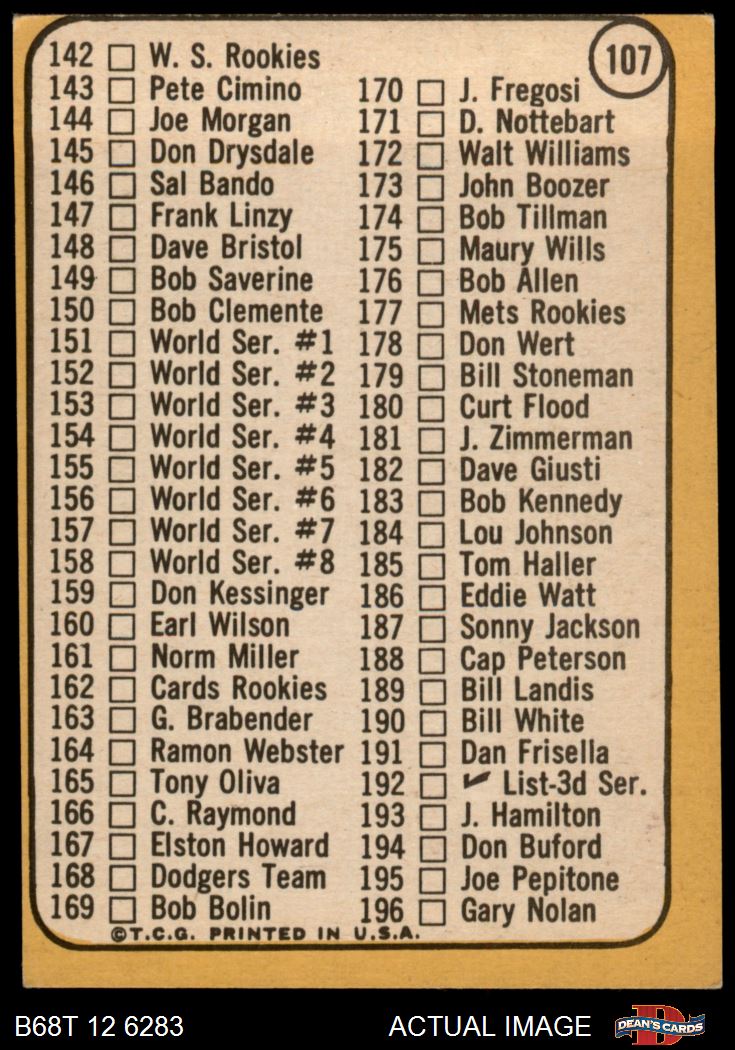 107
142 W. S. Rookies
143 Pete Cimino
144 Joe Morgan
145 Don Drysdale
146 Sal Bando
147 Frank Linzy
148 Dave Bristol
149 Bob Saverine
150 Bob Clemente
151 World Ser. #1
152 World Ser. #2
153 World Ser. #3
154 World Ser. #4
155 World Ser. #5
156 World Ser. #6
157 World Ser. #7
158 World Ser. #8
159 Don Kessinger
160 Earl Wilson
161 Norm Miller
162 Cards Rookies
163 G. Brabender
164 Ramon Webster
165 Tony Oliva
166 C. Raymond
167 Elston Howard
168 Dodgers Team
169 Bob Bolin
170 J. Fregosi
171 D. Nottebart
172 Walt Williams
173 John Boozer
174 Bob Tillman
175 Maury Wills
176 Bob Allen
177 Mets Rookies
178 Don Wert
179 Bill Stoneman
180 Curt Flood
181 J. Zimmerman
182 Dave Giusti
183 Bob Kennedy
184 Lou Johnson
185 Tom Haller
186 Eddie Watt
187 Sonny Jackson
188 Cap Peterson
189 Bill Landis
190 Bill White
191 Dan Frisella
192 ✔ List-3d Ser.
193 J. Hamilton
194 Don Buford
195 Joe Pepitone
196 Gary Nolan
©T.C.G. PRINTED IN U.S.A.
B68T 12 6283
ACTUAL IMAGE
D
DEAN'S CARDS